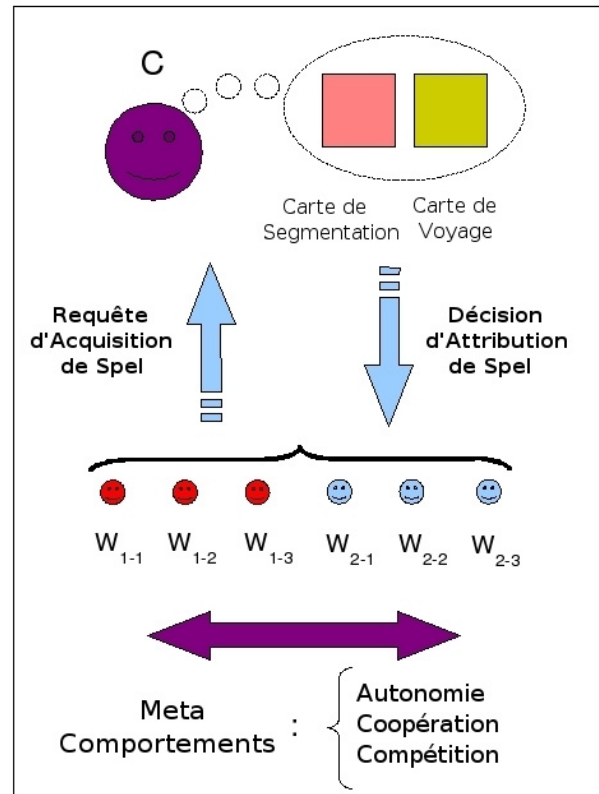 C
Carte de
Segmentation
Carte de
Voyage
Requête
d'Acquisition
de Spel
Décision
d'Attribution
de Spel
W1-1 W1-2 W1-3 W2-1 W2-2 W2-3
Meta
Comportements :
Autonomie
Coopération
Compétition